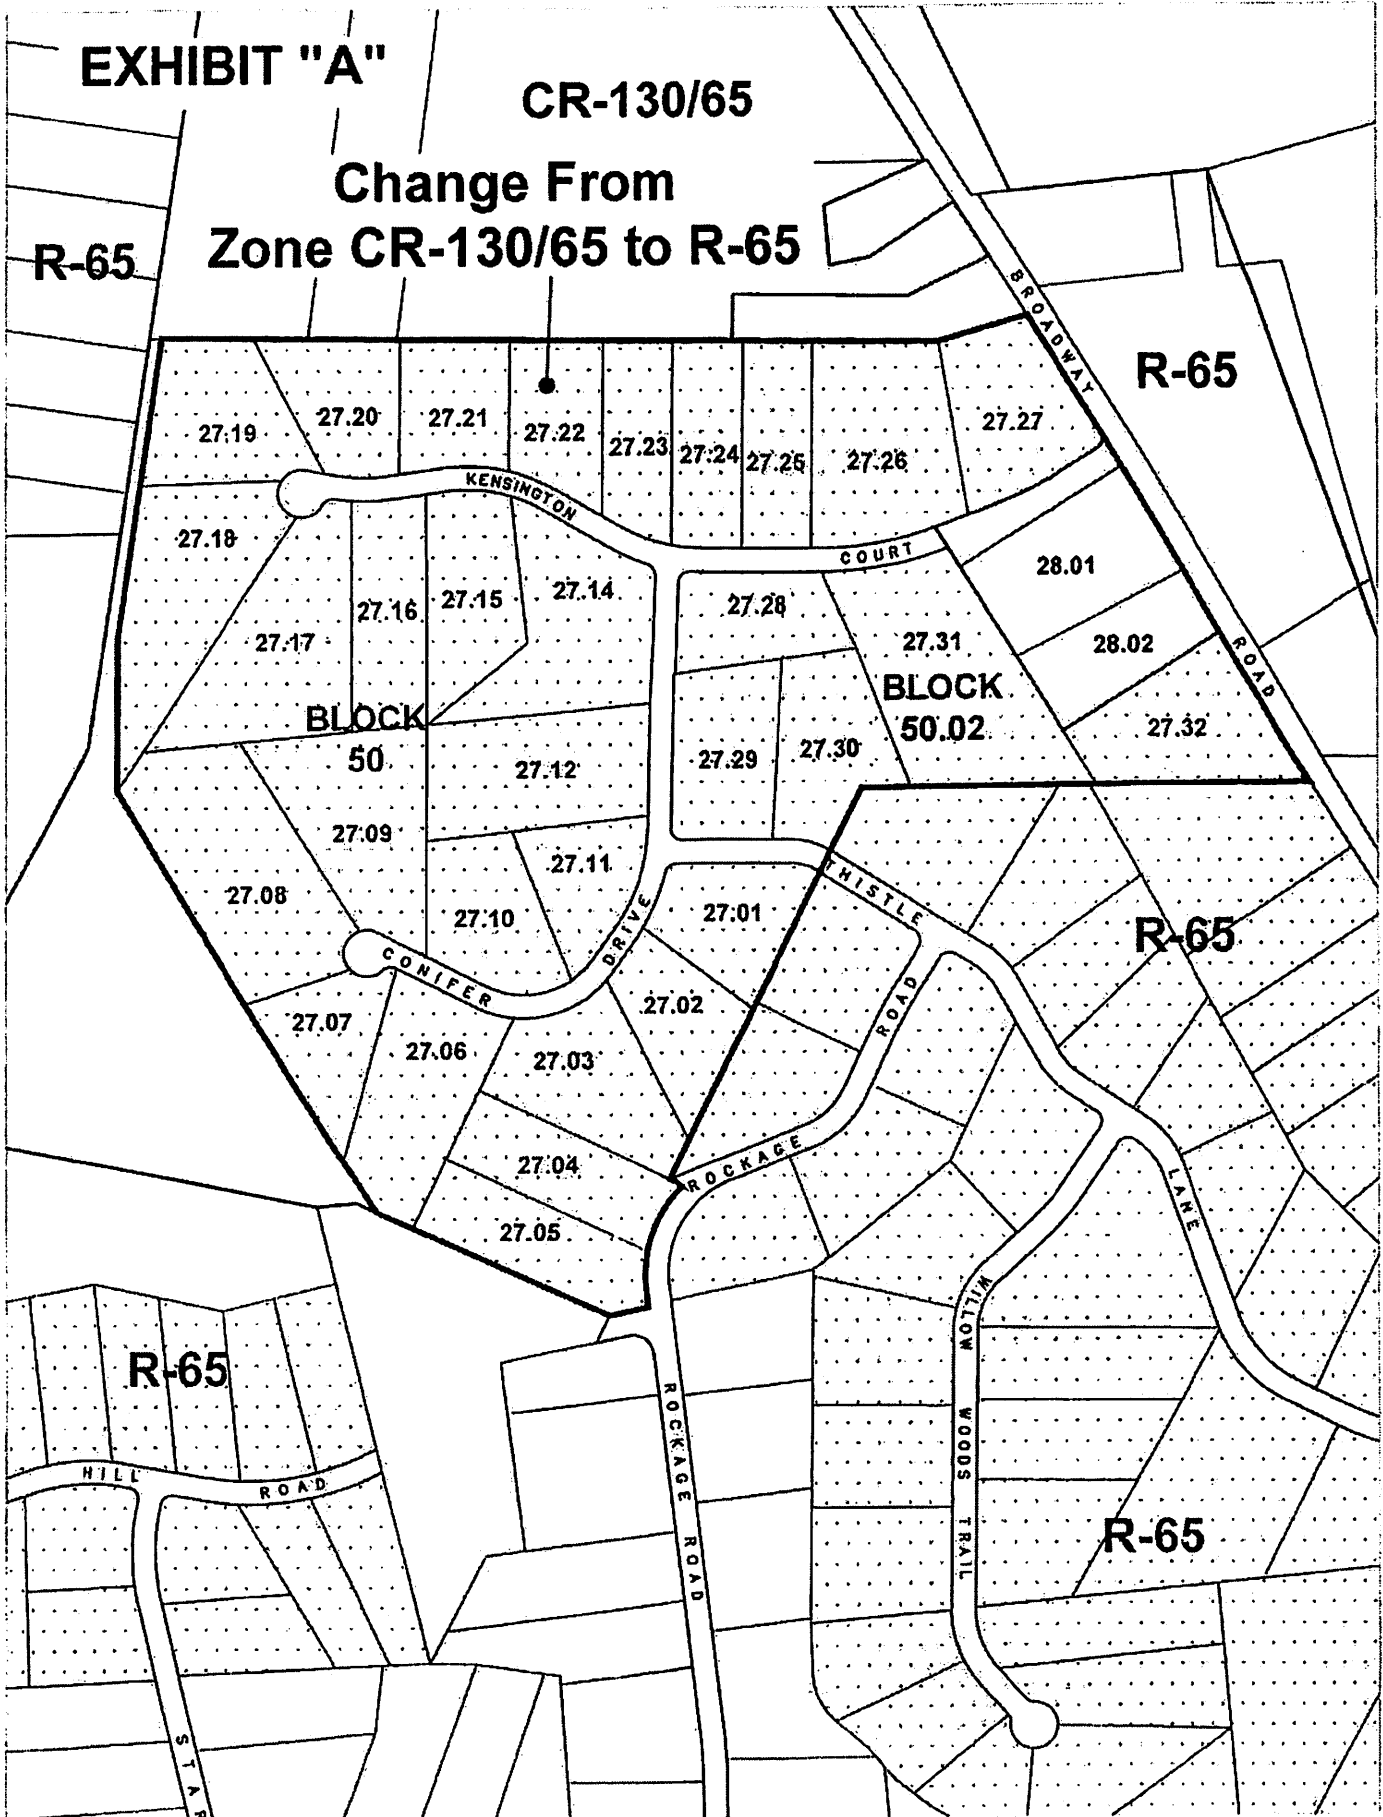 EXHIBIT "A"
CR-130/65
Change From
Zone CR-130/65 to R-65
R-65
BROADWAY
R-65
27.19
27.20
27.21
27.22
27.23
27.24
27.25
27.26
27.27
KENSINGTON
COURT
27.18
27.17
27.16
27.15
27.14
27.28
27.31
28.01
28.02
ROAD
BLOCK
50
BLOCK
50.02
27.32
27.12
27.29
27.30
27.09
27.11
27.08
27.10
27.01
THISTLE
R-65
DRIVE
CONIFER
27.07
27.06
27.03
27.02
ROAD
27.04
ROCKAGE
LANE
27.05
WILLOW
R-65
ROCKAGE
WOODS
HILL
ROAD
ROAD
TRAIL
R-65
STAR